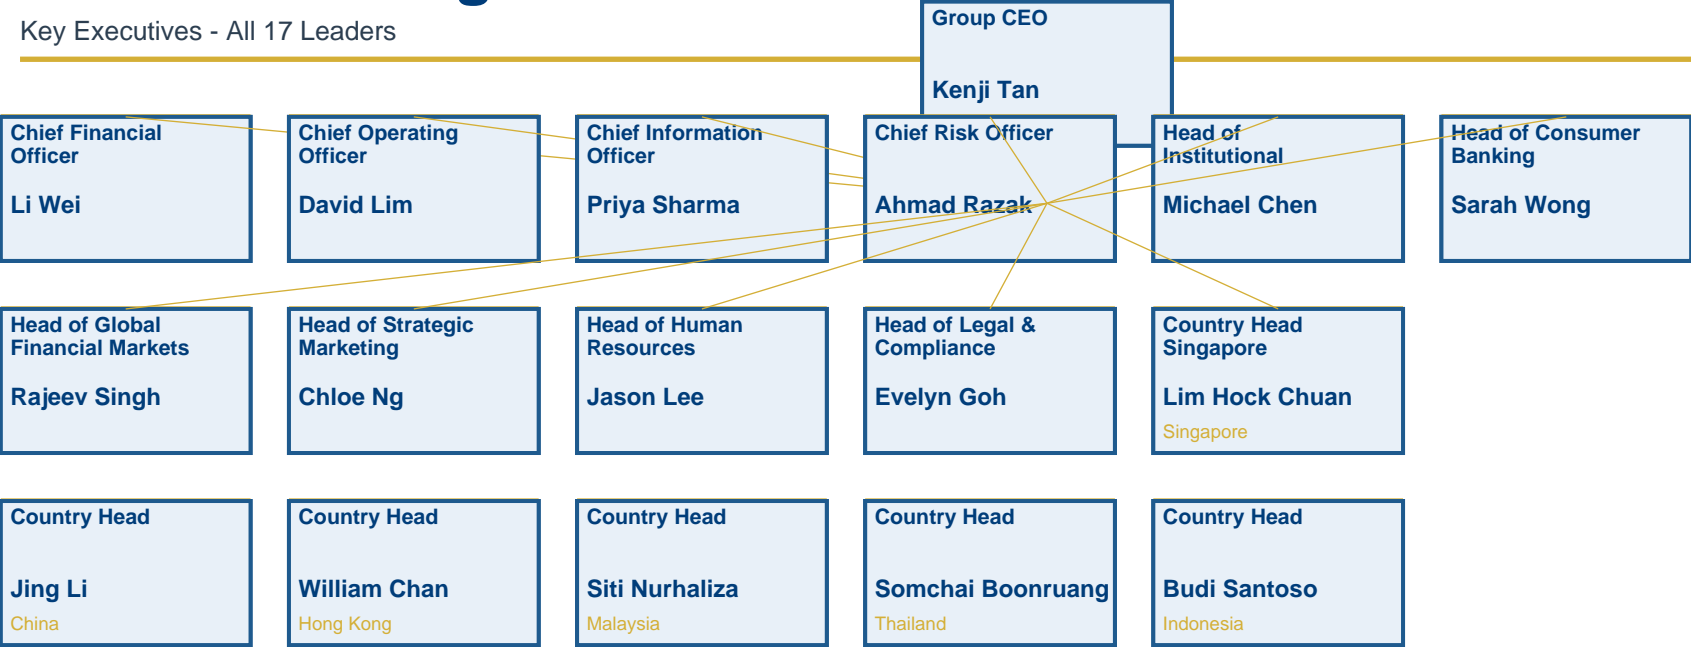 Key Executives - All 17 Leaders
Group CEO
Kenji Tan
Chief Financial
Officer
Li Wei
Chief Operating
Officer
David Lim
Chief Information
Officer
Priya Sharma
Chief Risk Officer
Ahmad Razak
Head of
Institutional
Michael Chen
Head of Consumer
Banking
Sarah Wong
Head of Global
Financial Markets
Rajeev Singh
Head of Strategic
Marketing
Chloe Ng
Head of Human
Resources
Jason Lee
Head of Legal &
Compliance
Evelyn Goh
Country Head
Singapore
Lim Hock Chuan
Singapore
Country Head
Jing Li
China
Country Head
William Chan
Hong Kong
Country Head
Siti Nurhaliza
Malaysia
Country Head
Somchai Boonruang
Thailand
Country Head
Budi Santoso
Indonesia